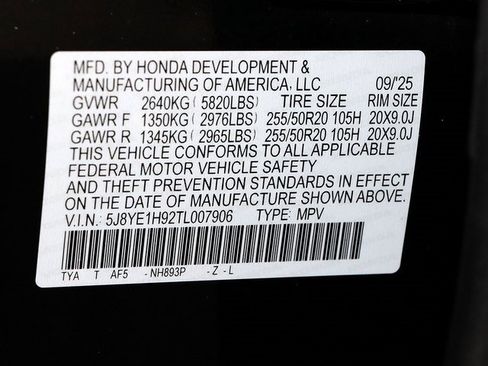 MFD. BY HONDA DEVELOPMENT &
MANUFACTURING OF AMERICA, LLC 09/'25
GVWR 2640KG ( 5820LBS) TIRE SIZE RIM SIZE
GAWR F 1350KG ( 2976LBS) 255/50R20 105H 20X9.0J
GAWR R 1345KG ( 2965LBS) 255/50R20 105H 20X9.0J
THIS VEHICLE CONFORMS TO ALL APPLICABLE
FEDERAL MOTOR VEHICLE SAFETY
AND THEFT PREVENTION STANDARDS IN EFFECT
ON THE DATE OF MANUFACTURE SHOWN ABOVE.
V.I.N.: 5J8YE1H92TL007906 TYPE: MPV
TYA T AF5 -NH893P -Z-L